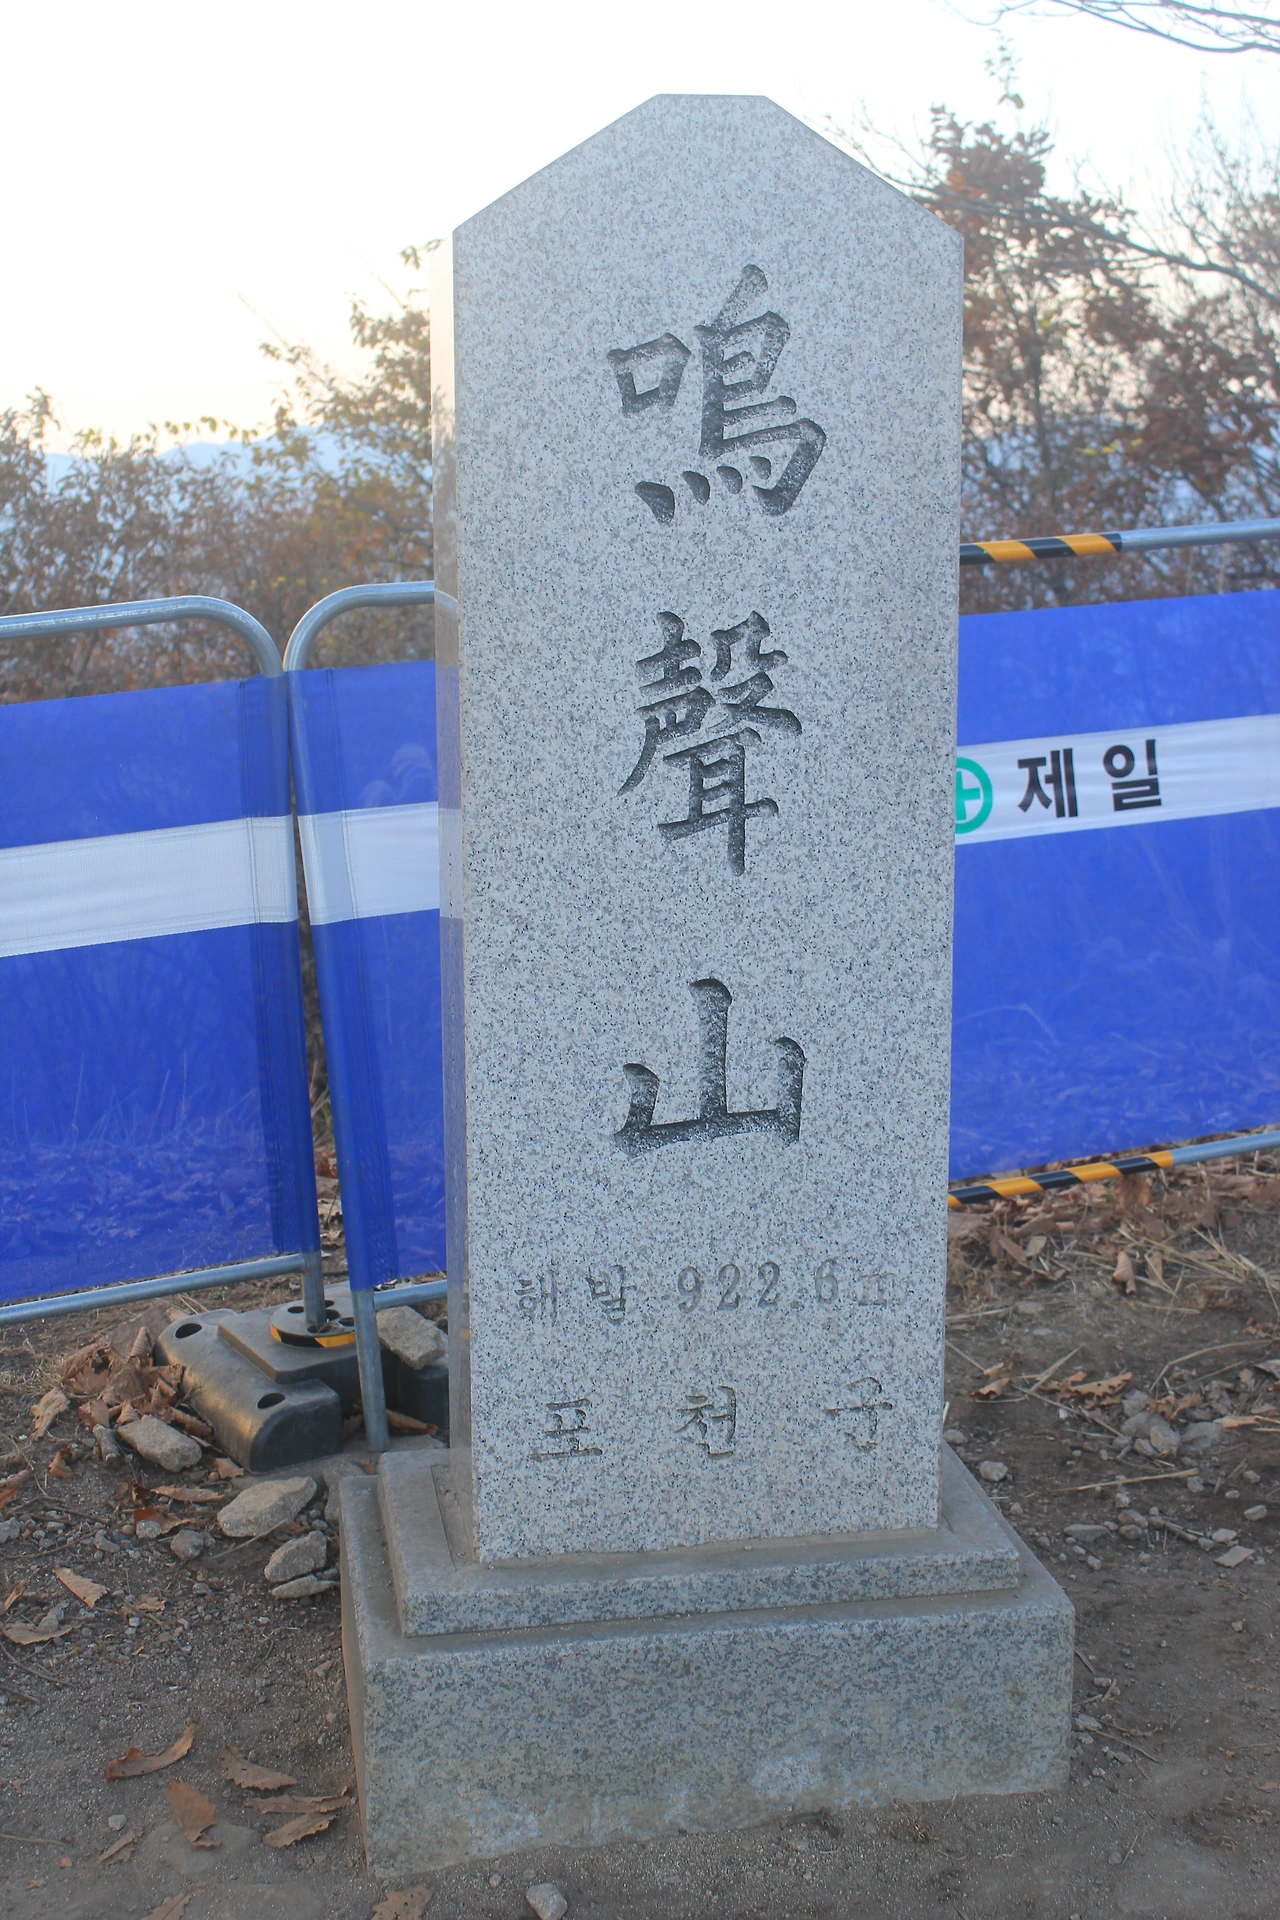 鳴聲山
해발 922.6m
포천군
제일